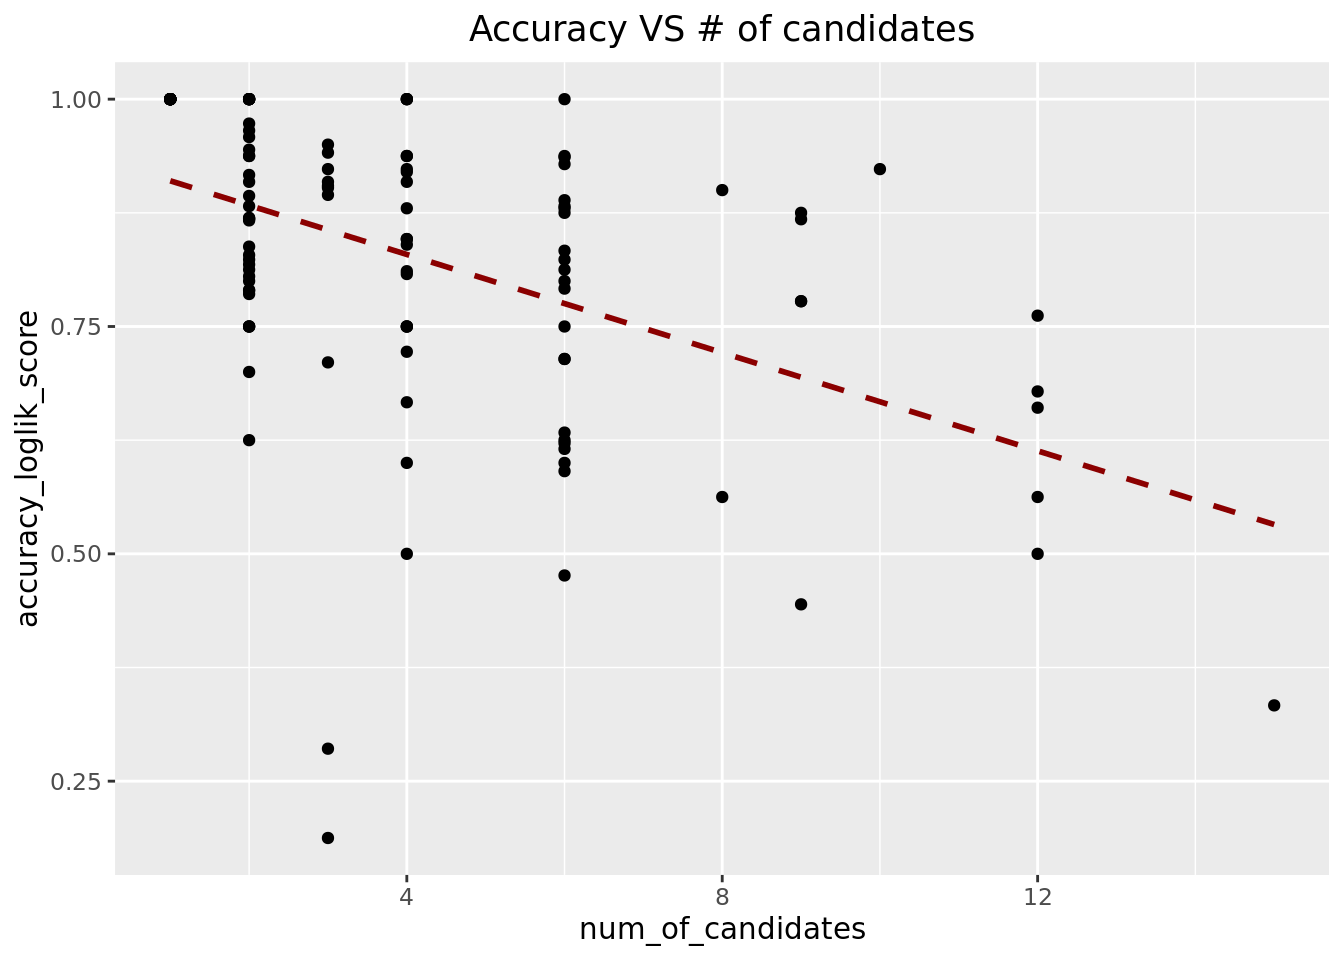 Accuracy VS # of candidates
accuracy_loglik_score
1.00
0.75
0.50
0.25
4
8
12
num_of_candidates